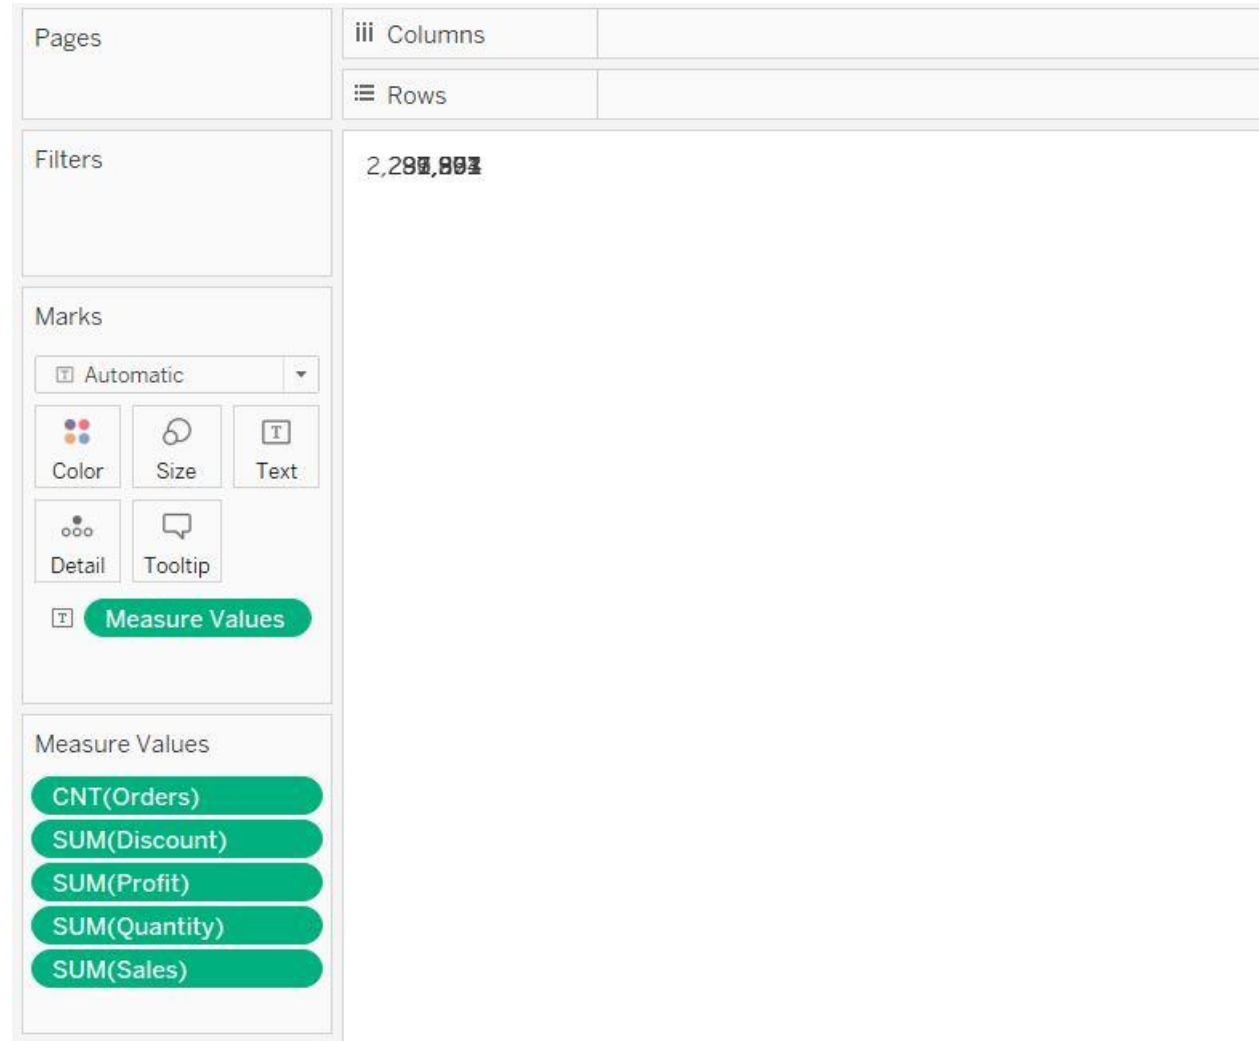 Pages
Columns
Rows
Filters
Marks
Automatic
Color Size Text
Detail Tooltip
Measure Values
Measure Values
CNT(Orders)
SUM(Discount)
SUM(Profit)
SUM(Quantity)
SUM(Sales)